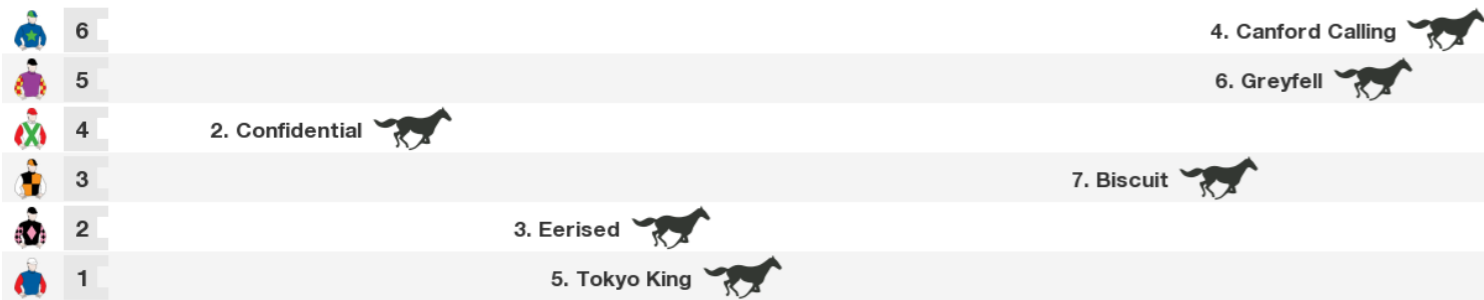 6 4. Canford Calling
5 6. Greyfell
4 2. Confidential
3 7. Biscuit
2 3. Eerised
1 5. Tokyo King